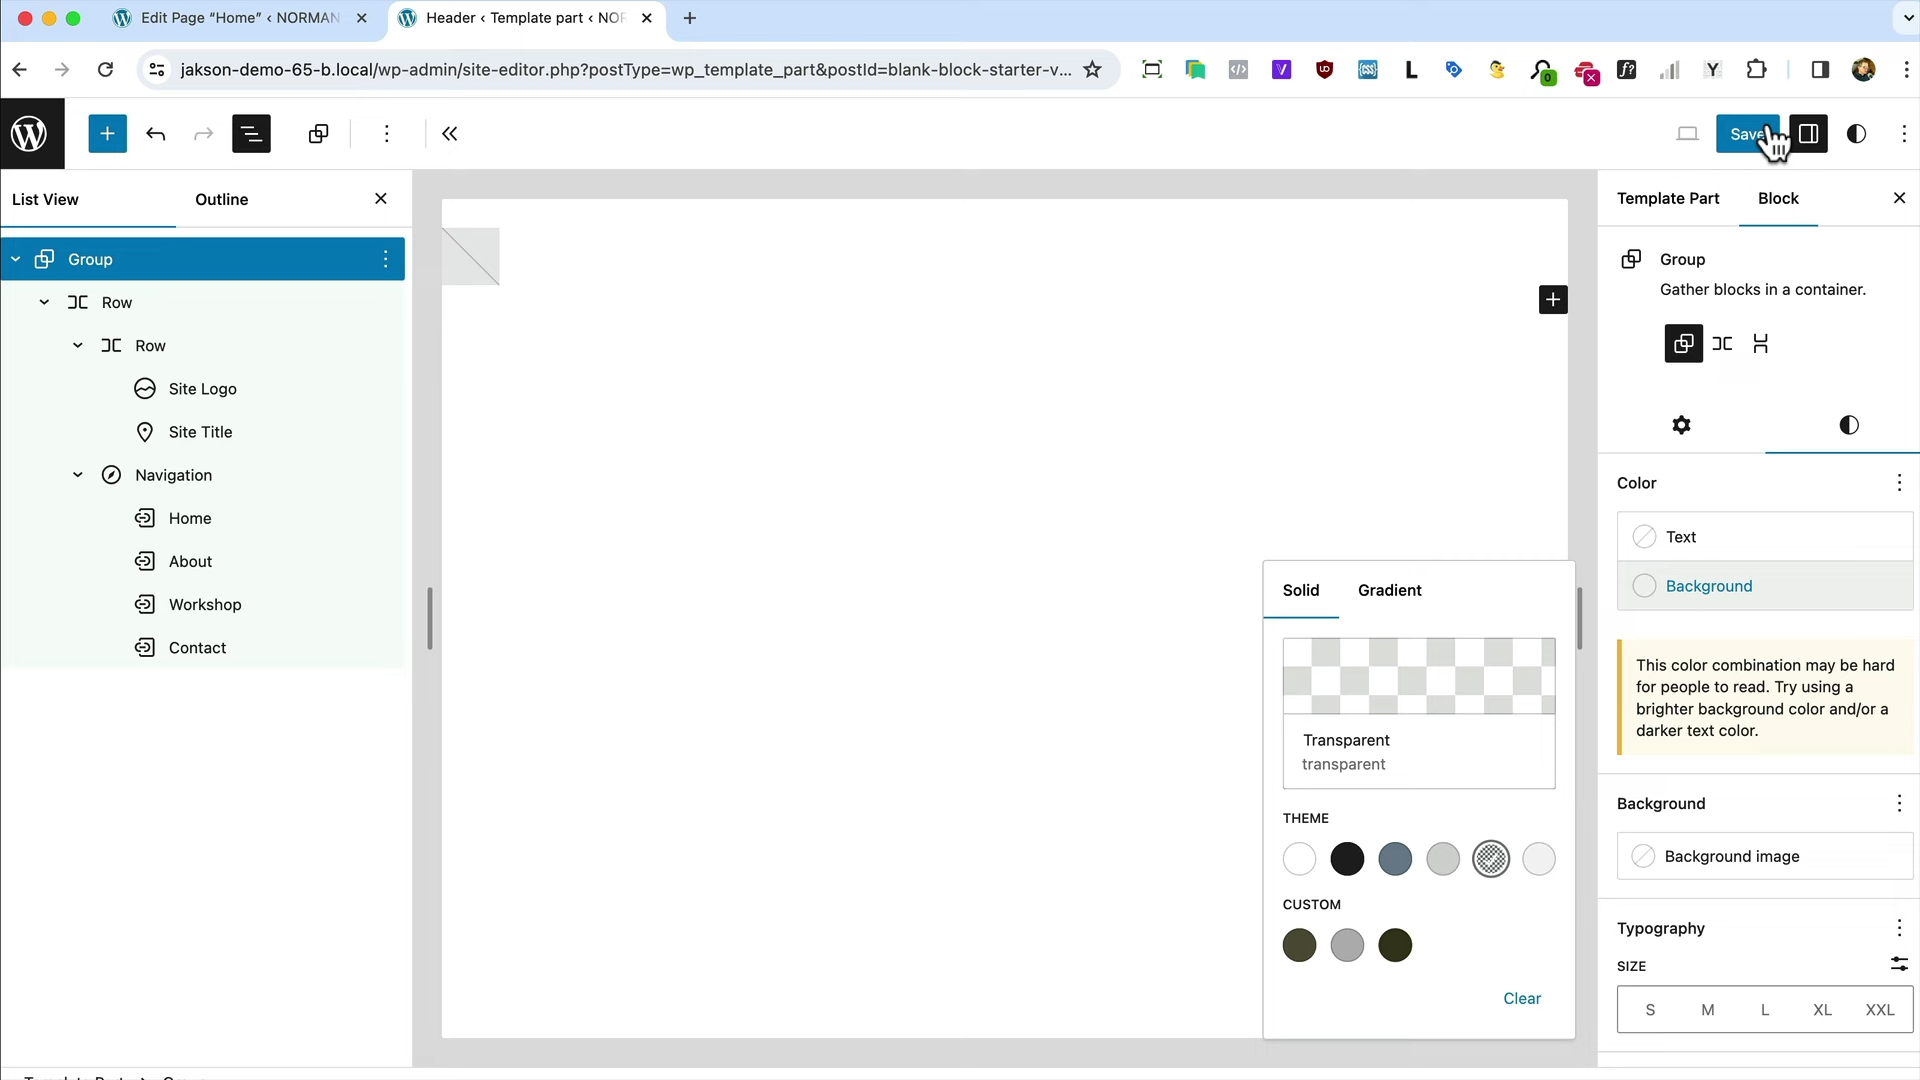 Edit Page “Home” ‹ NORMAN
Header ‹ Template part ‹ NOR
jakson-demo-65-b.local/wp-admin/site-editor.php?postType=wp_template_part&postId=blank-block-starter-v...
Save
List View
Outline
Group
Row
Row
Site Logo
Site Title
Navigation
Home
About
Workshop
Contact
Solid
Gradient
Transparent
transparent
THEME
CUSTOM
Clear
Template Part
Block
Group
Gather blocks in a container.
Color
Text
Background
This color combination may be hard
for people to read. Try using a
brighter background color and/or a
darker text color.
Background
Background image
Typography
SIZE
S M L XL XXL